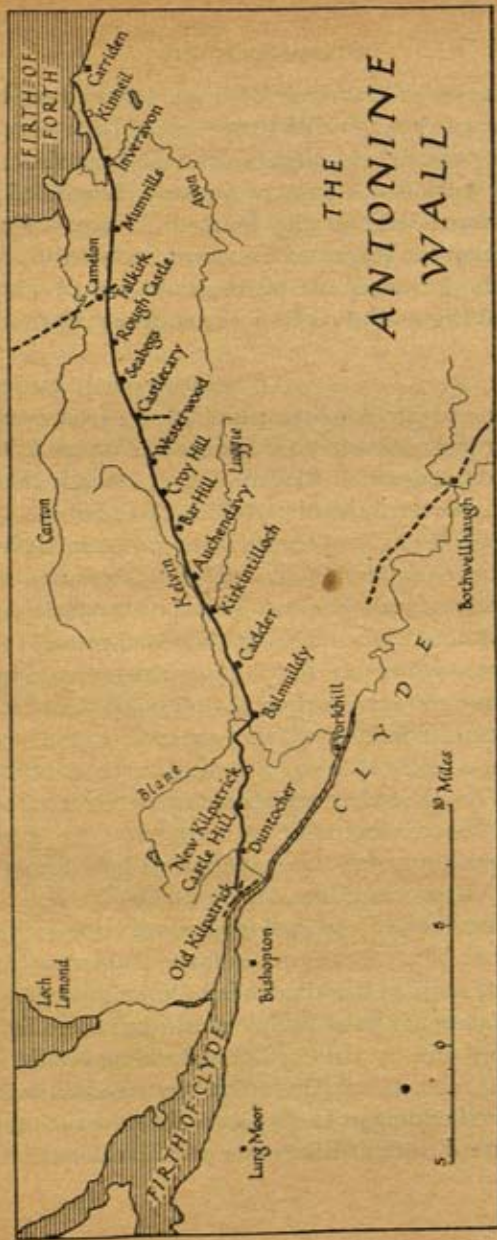 THE
ANTONINE
WALL
FIRTH OF
FORTH
Carriden
Kinneil
Inveravon
Avon
Mumrills
Camelon
Falkirk
Rough Castle
Seabegs
Castlecary
Westerwood
Croy Hill
Bar Hill
Auchendavy
Kirkintilloch
Cadder
Balmuildy
New Kilpatrick
Castle Hill
Duntocher
Old Kilpatrick
Carron
Kelvin
Luggie
Blane
Loch
Lomond
FIRTH OF CLYDE
Bishopton
Lurg Moor
Yorkhill
CLYDE
Bothwellhaugh
5 0 5 10 Miles